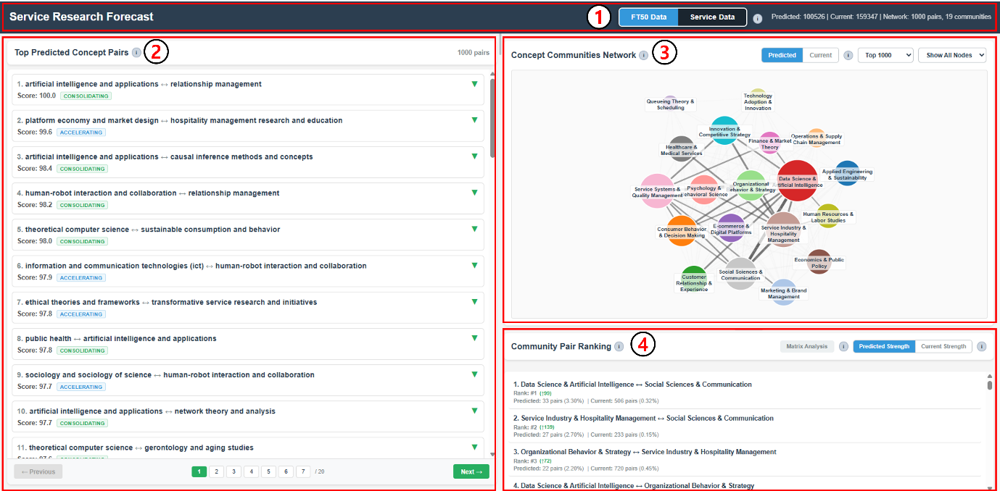 Service Research Forecast
1
FT50 Data
Service Data
i
Predicted: 100526 | Current: 159347 | Network: 1000 pairs, 19 communities
Top Predicted Concept Pairs i
2
1000 pairs
1. artificial intelligence and applications ↔ relationship management
Score: 100.0 CONSOLIDATING
2. platform economy and market design ↔ hospitality management research and education
Score: 99.6 ACCELERATING
3. artificial intelligence and applications ↔ causal inference methods and concepts
Score: 98.4 CONSOLIDATING
4. human-robot interaction and collaboration ↔ relationship management
Score: 98.2 CONSOLIDATING
5. theoretical computer science ↔ sustainable consumption and behavior
Score: 98.0 CONSOLIDATING
6. information and communication technologies (ict) ↔ human-robot interaction and collaboration
Score: 97.9 ACCELERATING
7. ethical theories and frameworks ↔ transformative service research and initiatives
Score: 97.8 ACCELERATING
8. public health ↔ artificial intelligence and applications
Score: 97.8 CONSOLIDATING
9. sociology and sociology of science ↔ human-robot interaction and collaboration
Score: 97.7 ACCELERATING
10. artificial intelligence and applications ↔ network theory and analysis
Score: 97.7 CONSOLIDATING
11. theoretical computer science ↔ gerontology and aging studies
← Previous
1 2 3 4 5 6 7 / 20
Next →
Concept Communities Network i
3
Predicted
Current
i
Top 1000
Show All Nodes
Queueing Theory &
Scheduling
Technology
Adoption &
Innovation
Innovation &
Competitive Strategy
Finance & Market
Theory
Operations & Supply
Chain Management
Healthcare &
Medical Services
Applied Engineering
& Sustainability
Data Science &
Artificial Intelligence
Organizational
Behavior & Strategy
Service Systems &
Quality Management
Psychology &
Behavioral Science
Human Resources &
Labor Studies
E-commerce &
Digital Platforms
Consumer Behavior
& Decision Making
Service Industry &
Hospitality
Management
Economics & Public
Policy
Social Sciences &
Communication
Customer
Relationship &
Experience
Marketing & Brand
Management
Community Pair Ranking i
4
Matrix Analysis
i
Predicted Strength
Current Strength
i
1. Data Science & Artificial Intelligence ↔ Social Sciences & Communication
Rank: #1 (↑99)
Predicted: 33 pairs (3.30%) | Current: 506 pairs (0.32%)
2. Service Industry & Hospitality Management ↔ Social Sciences & Communication
Rank: #2 (↑139)
Predicted: 27 pairs (2.70%) | Current: 233 pairs (0.15%)
3. Organizational Behavior & Strategy ↔ Service Industry & Hospitality Management
Rank: #3 (↑72)
Predicted: 22 pairs (2.20%) | Current: 720 pairs (0.45%)
4. Data Science & Artificial Intelligence ↔ Organizational Behavior & Strategy